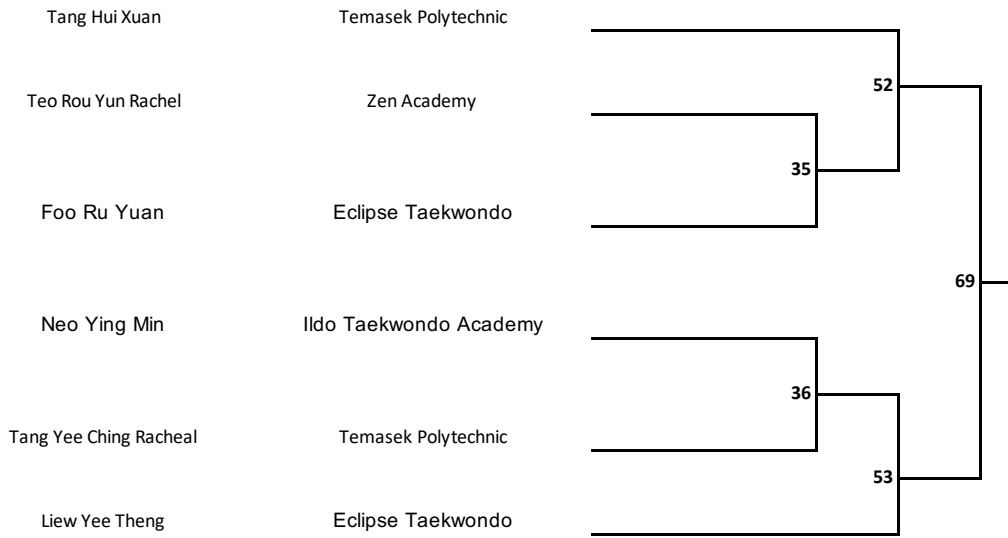 Tang Hui Xuan Temasek Polytechnic
52
Teo Rou Yun Rachel Zen Academy
35
Foo Ru Yuan Eclipse Taekwondo
69
Neo Ying Min Ildo Taekwondo Academy
36
Tang Yee Ching Racheal Temasek Polytechnic
53
Liew Yee Theng Eclipse Taekwondo